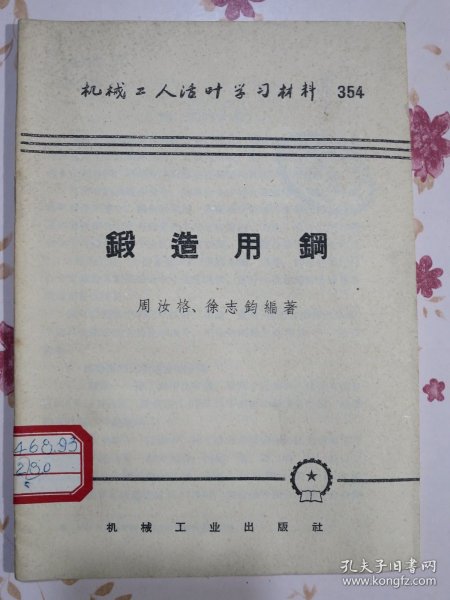 机械工人活叶学习材料 354
鍛造用鋼
周汝格、徐志鈞編著
468.93
2/80
机械工业出版社
孔夫子旧书网
www.kongfz.com